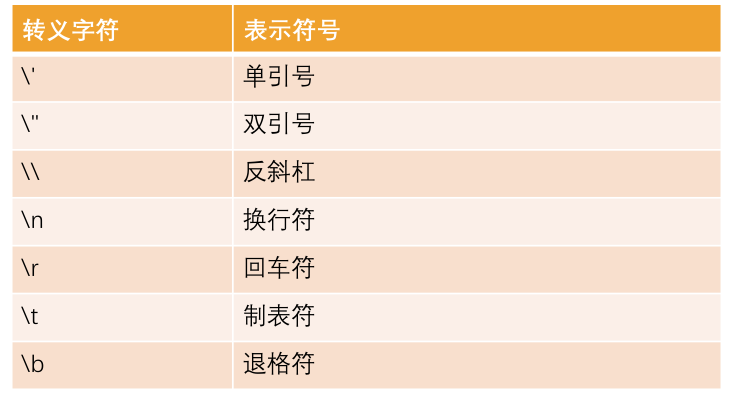 转义字符 表示符号
\' 单引号
\" 双引号
\\ 反斜杠
\n 换行符
\r 回车符
\t 制表符
\b 退格符